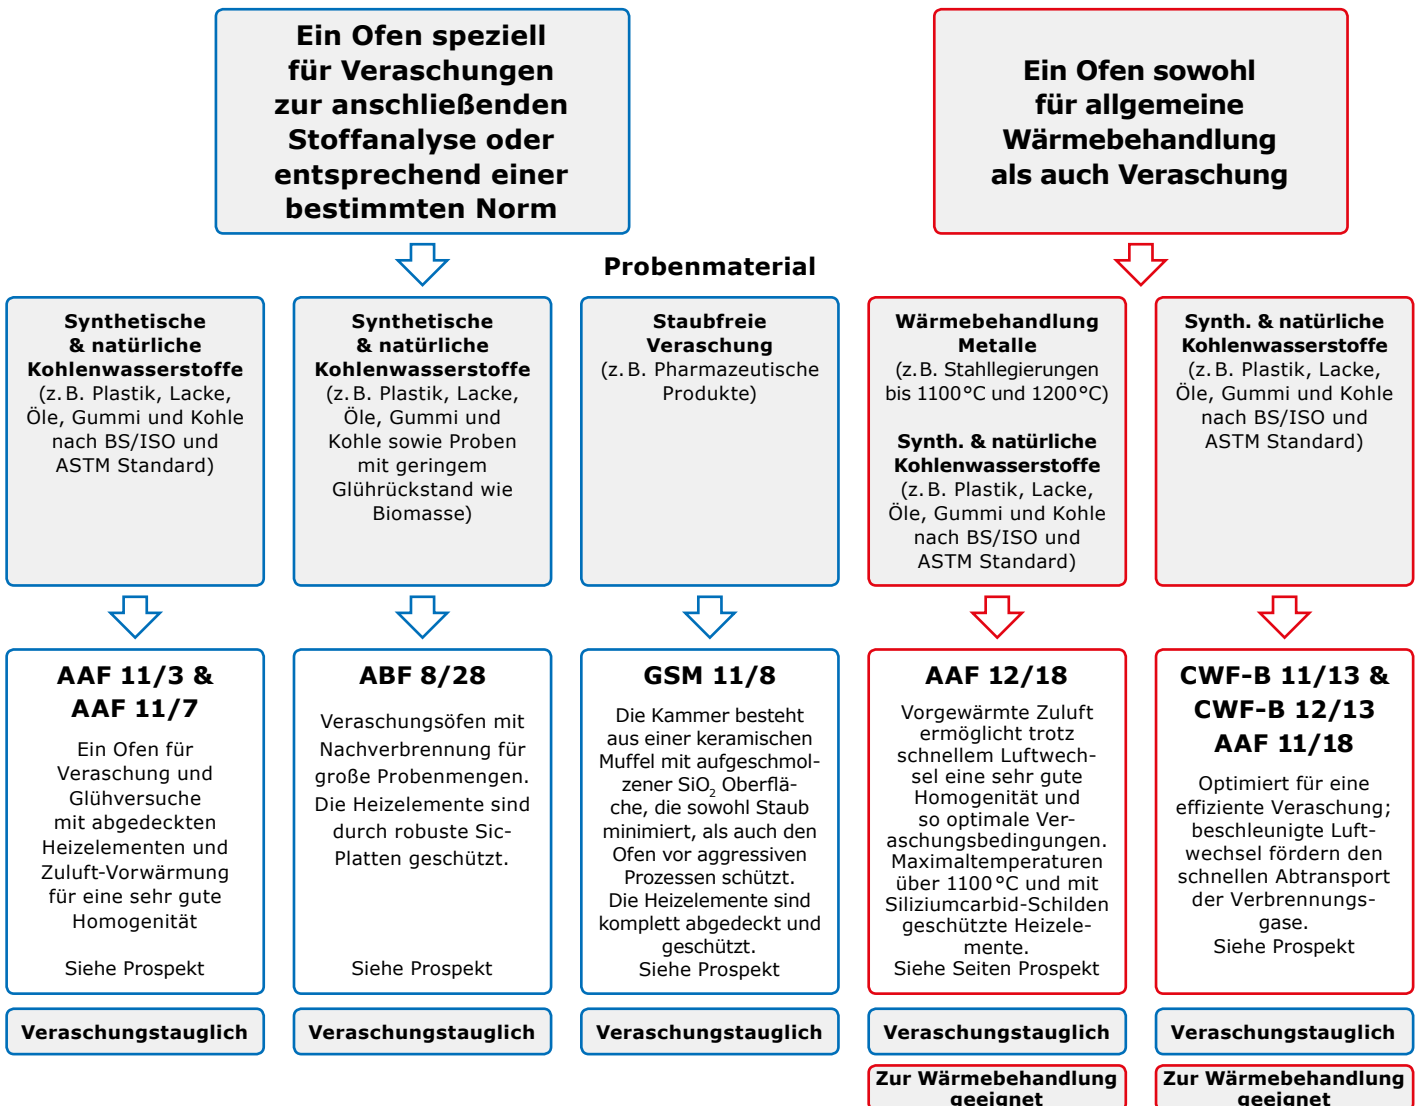 Ein Ofen speziell
für Veraschungen
zur anschließenden
Stoffanalyse oder
entsprechend einer
bestimmten Norm
Ein Ofen sowohl
für allgemeine
Wärmebehandlung
als auch Veraschung
Probenmaterial
Synthetische
& natürliche
Kohlenwasserstoffe
(z. B. Plastik, Lacke,
Öle, Gummi und Kohle
nach BS/ISO und
ASTM Standard)
Synthetische
& natürliche
Kohlenwasserstoffe
(z. B. Plastik, Lacke,
Öle, Gummi und
Kohle sowie Proben
mit geringem
Glührückstand wie
Biomasse)
Staubfreie
Veraschung
(z. B. Pharmazeutische
Produkte)
Wärmebehandlung
Metalle
(z. B. Stahllegierungen
bis 1100 °C und 1200 °C)
Synth. & natürliche
Kohlenwasserstoffe
(z. B. Plastik, Lacke,
Öle, Gummi und Kohle
nach BS/ISO und
ASTM Standard)
Synth. & natürliche
Kohlenwasserstoffe
(z. B. Plastik, Lacke,
Öle, Gummi und Kohle
nach BS/ISO und
ASTM Standard)
AAF 11/3 &
AAF 11/7
Ein Ofen für
Veraschung und
Glühversuche
mit abgedeckten
Heizelementen und
Zuluft-Vorwärmung
für eine sehr gute
Homogenität
Siehe Prospekt
ABF 8/28
Veraschungsöfen mit
Nachverbrennung für
große Probenmengen.
Die Heizelemente sind
durch robuste Sic-
Platten geschützt.
Siehe Prospekt
GSM 11/8
Die Kammer besteht
aus einer keramischen
Muffel mit aufgeschmol-
zener SiO₂ Oberflä-
che, die sowohl Staub
minimiert, als auch den
Ofen vor aggressiven
Prozessen schützt.
Die Heizelemente sind
komplett abgedeckt und
geschützt.
Siehe Prospekt
AAF 12/18
Vorgewärmte Zuluft
ermöglicht trotz
schnellem Luftwech-
sel eine sehr gute
Homogenität und
so optimale Ver-
aschungsbedingungen.
Maximaltemperaturen
über 1100 °C und mit
Siliziumcarbid-Schilden
geschützte Heizele-
mente.
Siehe Seiten Prospekt
CWF-B 11/13 &
CWF-B 12/13
AAF 11/18
Optimiert für eine
effiziente Veraschung;
beschleunigte Luft-
wechsel fördern den
schnellen Abtransport
der Verbrennungs-
gase.
Siehe Prospekt
Veraschungstauglich
Veraschungstauglich
Veraschungstauglich
Veraschungstauglich
Veraschungstauglich
Zur Wärmebehandlung
geeignet
Zur Wärmebehandlung
geeignet